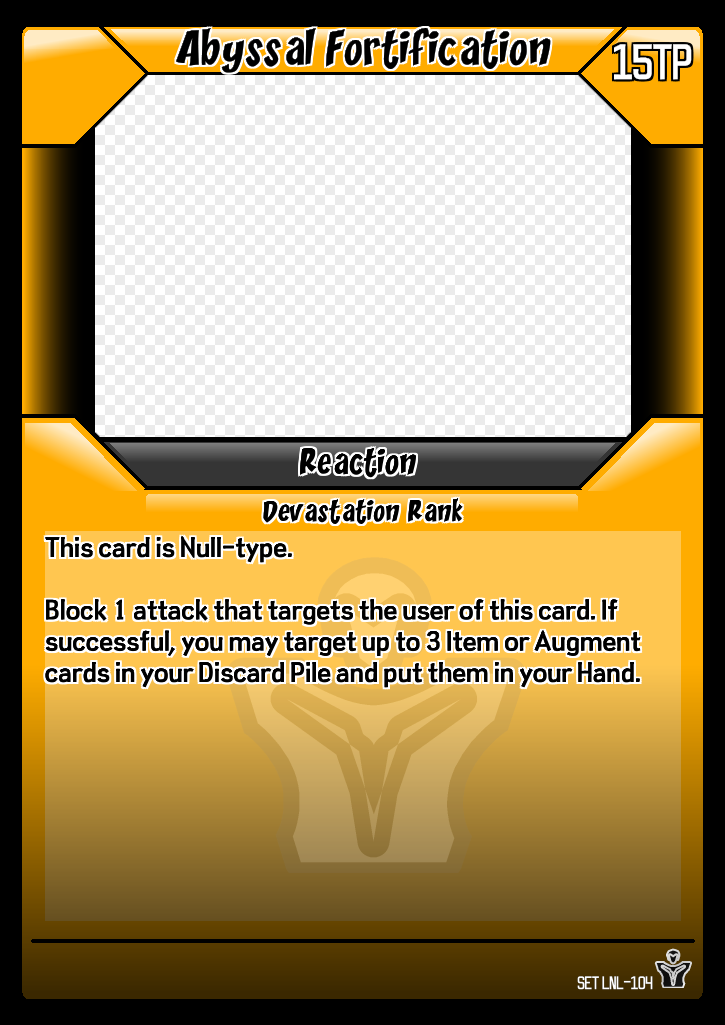 Abyssal Fortification
15TP
Reaction
Devastation Rank
This card is Null-type.
Block 1 attack that targets the user of this card. If
successful, you may target up to 3 Item or Augment
cards in your Discard Pile and put them in your Hand.
SET LNL-104